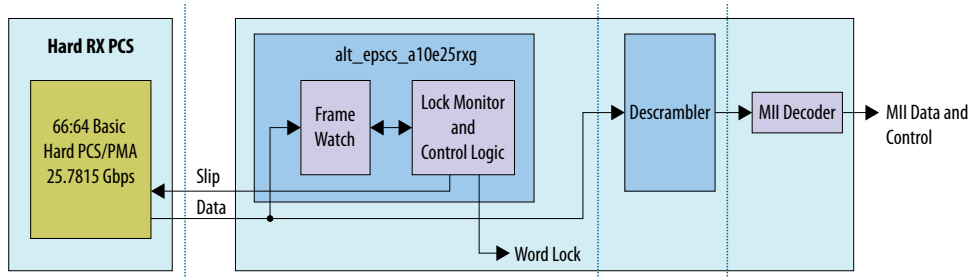 Hard RX PCS
66:64 Basic
Hard PCS/PMA
25.7815 Gbps
Slip
Data
alt_epscs_a10e25rxg
Frame
Watch
Lock Monitor
and
Control Logic
Word Lock
Descrambler
MII Decoder
MII Data and
Control